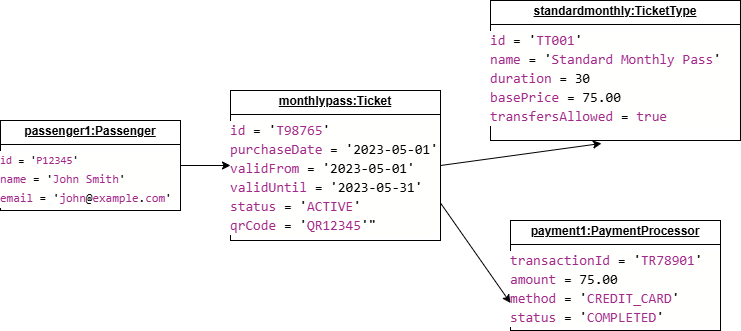 passenger1:Passenger
id = 'P12345'
name = 'John Smith'
email = 'john@example.com'
monthlypass:Ticket
id = 'T98765'
purchaseDate = '2023-05-01'
validFrom = '2023-05-01'
validUntil = '2023-05-31'
status = 'ACTIVE'
qrCode = 'QR12345'"
standardmonthly:TicketType
id = 'TT001'
name = 'Standard Monthly Pass'
duration = 30
basePrice = 75.00
transfersAllowed = true
payment1:PaymentProcessor
transactionId = 'TR78901'
amount = 75.00
method = 'CREDIT_CARD'
status = 'COMPLETED'